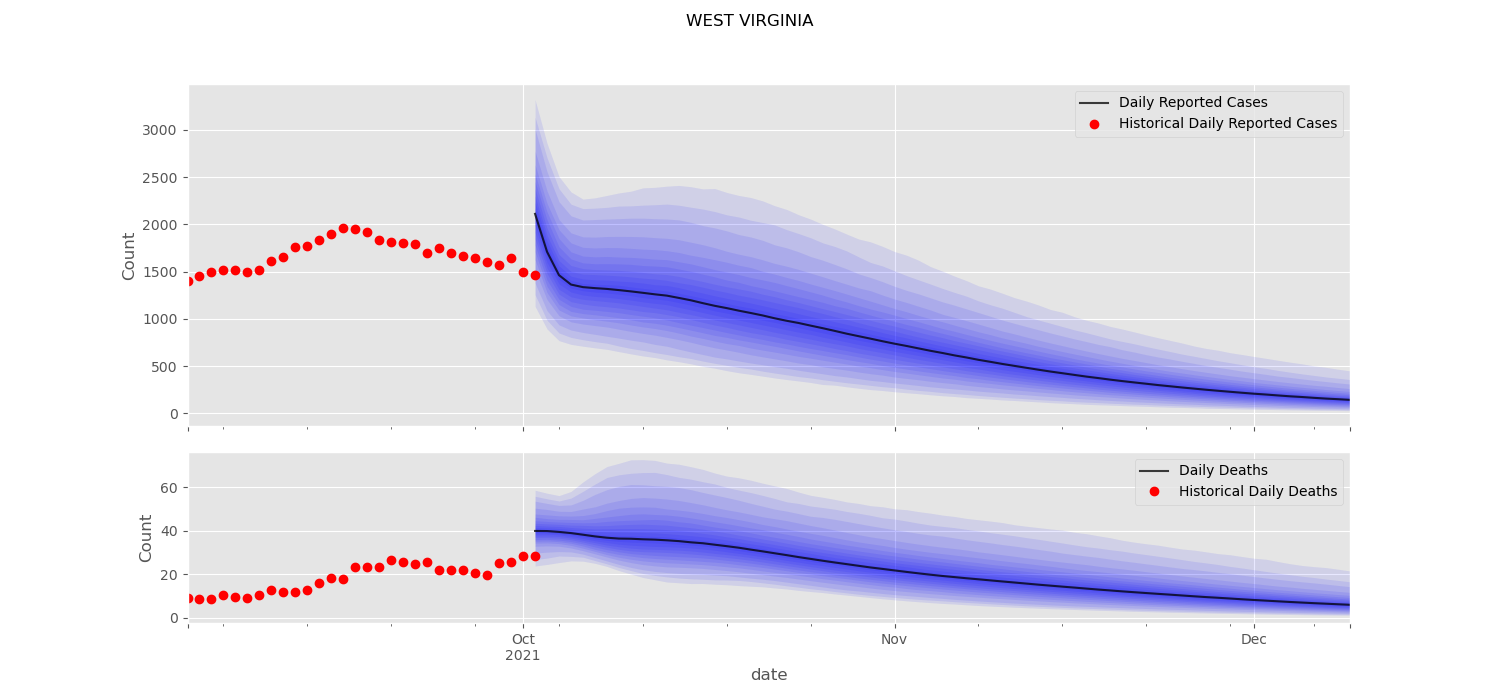 WEST VIRGINIA
Daily Reported Cases
Historical Daily Reported Cases
Count
3000
2500
2000
1500
1000
500
0
Daily Deaths
Historical Daily Deaths
Count
60
40
20
0
Oct
2021
Nov
Dec
date